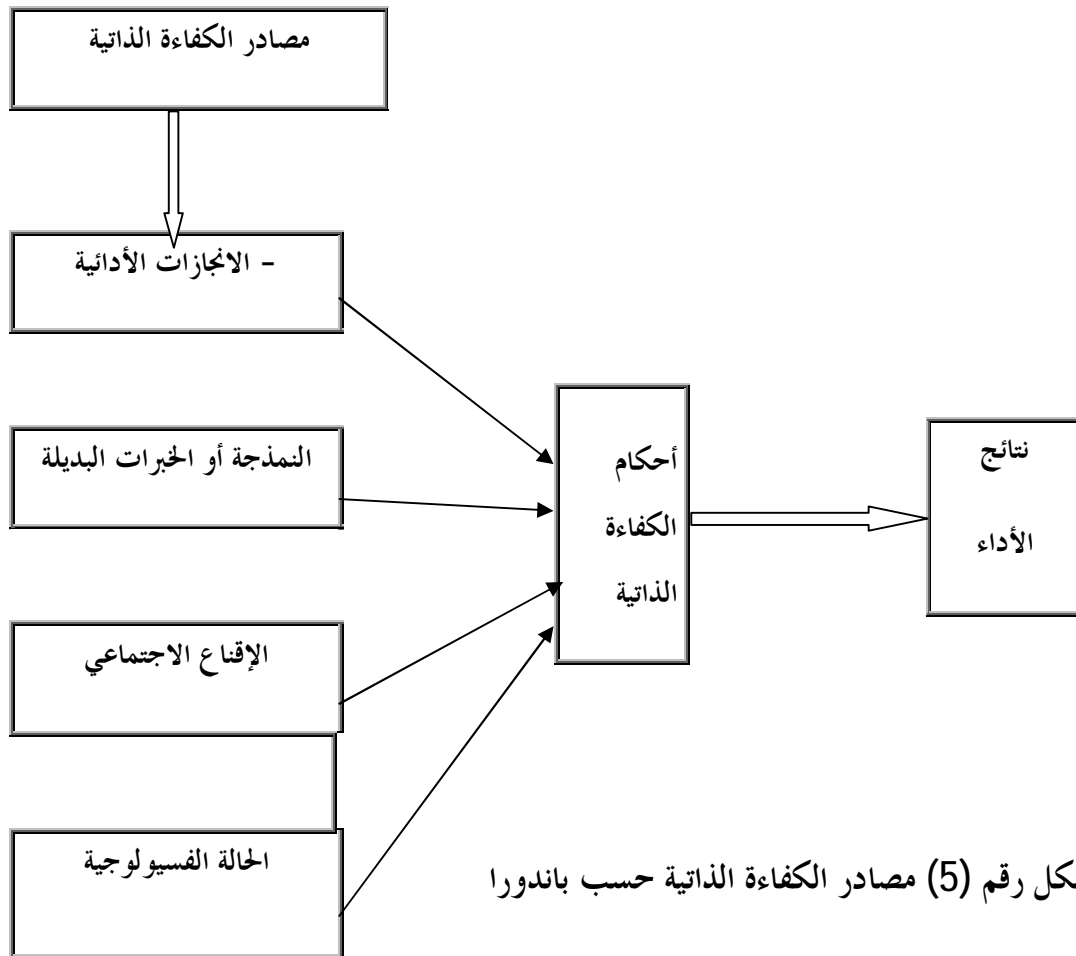 مصادر الكفاءة الذاتية
- الانجازات الأدائية
النمذجة أو الخبرات البديلة
الإقناع الاجتماعي
الحالة الفسيولوجية
أحكام
الكفاءة
الذاتية
نتائج
الأداء
كل رقم (5) مصادر الكفاءة الذاتية حسب باندورا